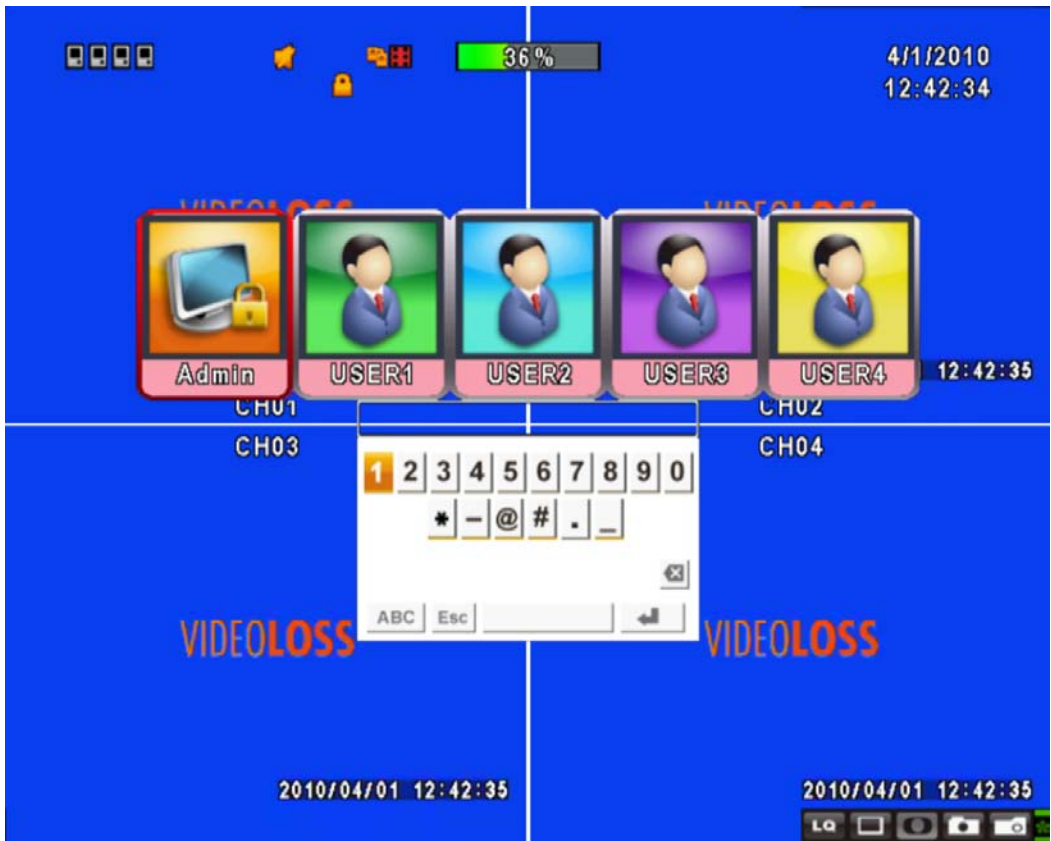 36%
4/1/2010
12:42:34
VIDEOLOSS VIDEOLOSS
Admin USER1 USER2 USER3 USER4
12:42:35
CH01 CH02
CH03 CH04
1 2 3 4 5 6 7 8 9 0
* - @ # . _
ABC Esc
VIDEOLOSS VIDEOLOSS
2010/04/01 12:42:35 2010/04/01 12:42:35
LQ